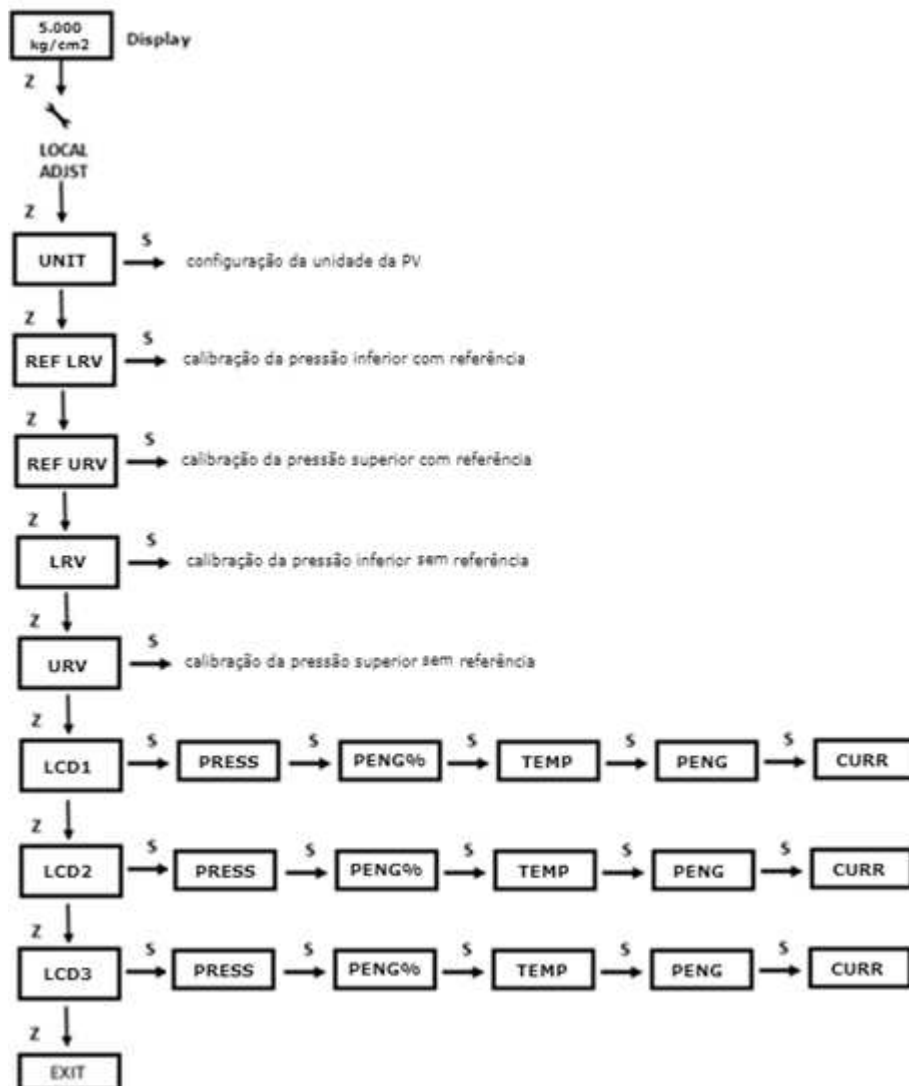 5.000
kg/cm2
Display
Z
LOCAL
ADJST
Z
UNIT
S
configuração da unidade da PV
Z
REF LRV
S
calibração da pressão inferior com referência
Z
REF URV
S
calibração da pressão superior com referência
Z
LRV
S
calibração da pressão inferior sem referência
Z
URV
S
calibração da pressão superior sem referência
Z
LCD1 S PRESS S PENG% S TEMP S PENG S CURR
Z
LCD2 S PRESS S PENG% S TEMP S PENG S CURR
Z
LCD3 S PRESS S PENG% S TEMP S PENG S CURR
Z
EXIT